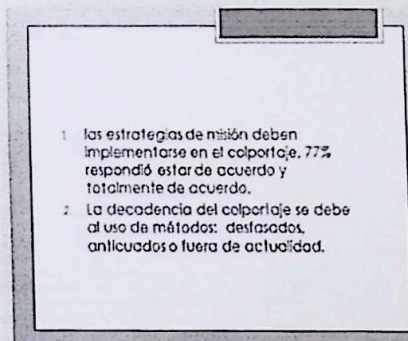 1. las estrategias de misión deben
implementarse en el colportaje, 77%
respondió estar de acuerdo y
totalmente de acuerdo.
2. La decadencia del colportaje se debe
al uso de métodos: desfasados,
anticuados o fuera de actualidad.